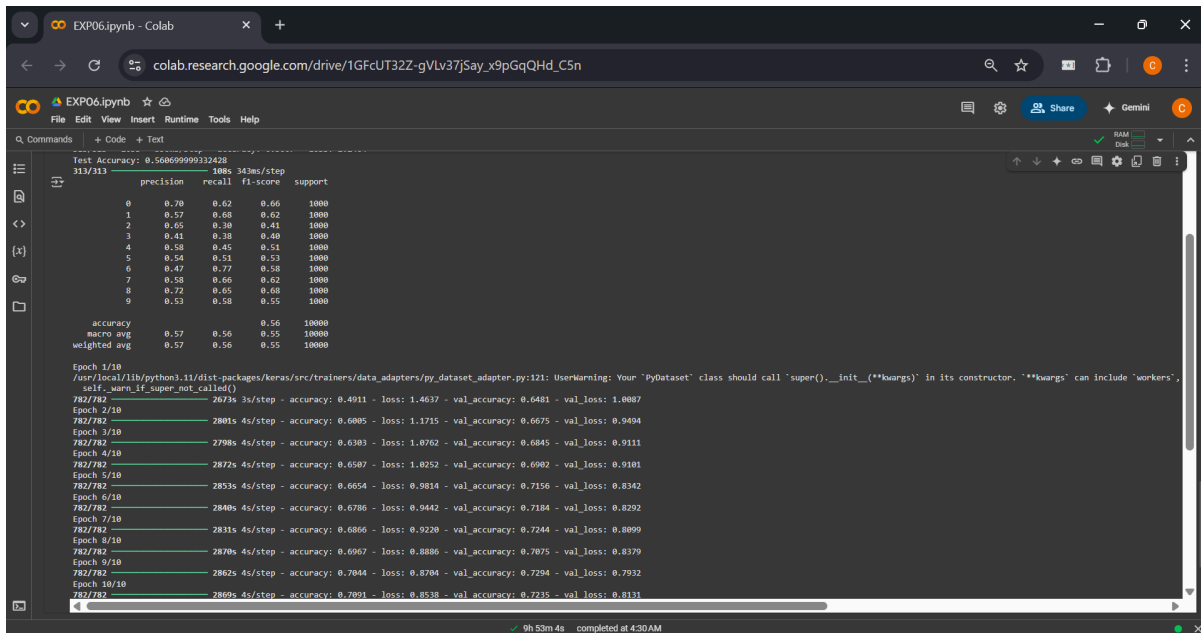 EXP06.ipynb - Colab
colab.research.google.com/drive/1GFcUT32Z-gVLv37jSay_x9pGqQHd_C5n
EXP06.ipynb
Share
Gemini
C
File Edit View Insert Runtime Tools Help
Commands + Code + Text
RAM
Disk
Test Accuracy: 0.560699999332428
313/313 108s 343ms/step
precision recall f1-score support
0 0.70 0.62 0.66 1000
1 0.57 0.68 0.62 1000
2 0.65 0.30 0.41 1000
3 0.41 0.38 0.40 1000
4 0.58 0.45 0.51 1000
5 0.54 0.51 0.53 1000
6 0.47 0.77 0.58 1000
7 0.58 0.66 0.62 1000
8 0.72 0.65 0.68 1000
9 0.53 0.58 0.55 1000
accuracy 0.56 10000
macro avg 0.57 0.56 0.55 10000
weighted avg 0.57 0.56 0.55 10000
Epoch 1/10
/usr/local/lib/python3.11/dist-packages/keras/src/trainers/data_adapters/py_dataset_adapter.py:121: UserWarning: Your `PyDataset` class should call `super().__init__(**kwargs)` in its constructor. `**kwargs` can include `workers`,
self._warn_if_super_not_called()
782/782 2673s 3s/step - accuracy: 0.4911 - loss: 1.4637 - val_accuracy: 0.6481 - val_loss: 1.0087
Epoch 2/10
782/782 2801s 4s/step - accuracy: 0.6005 - loss: 1.1715 - val_accuracy: 0.6675 - val_loss: 0.9494
Epoch 3/10
782/782 2798s 4s/step - accuracy: 0.6303 - loss: 1.0762 - val_accuracy: 0.6845 - val_loss: 0.9111
Epoch 4/10
782/782 2872s 4s/step - accuracy: 0.6507 - loss: 1.0252 - val_accuracy: 0.6902 - val_loss: 0.9101
Epoch 5/10
782/782 2853s 4s/step - accuracy: 0.6654 - loss: 0.9814 - val_accuracy: 0.7156 - val_loss: 0.8342
Epoch 6/10
782/782 2840s 4s/step - accuracy: 0.6786 - loss: 0.9442 - val_accuracy: 0.7184 - val_loss: 0.8292
Epoch 7/10
782/782 2831s 4s/step - accuracy: 0.6866 - loss: 0.9220 - val_accuracy: 0.7244 - val_loss: 0.8099
Epoch 8/10
782/782 2870s 4s/step - accuracy: 0.6967 - loss: 0.8886 - val_accuracy: 0.7075 - val_loss: 0.8379
Epoch 9/10
782/782 2862s 4s/step - accuracy: 0.7044 - loss: 0.8704 - val_accuracy: 0.7294 - val_loss: 0.7932
Epoch 10/10
782/782 2869s 4s/step - accuracy: 0.7091 - loss: 0.8538 - val_accuracy: 0.7235 - val_loss: 0.8131
9h 53m 4s completed at 4:30 AM